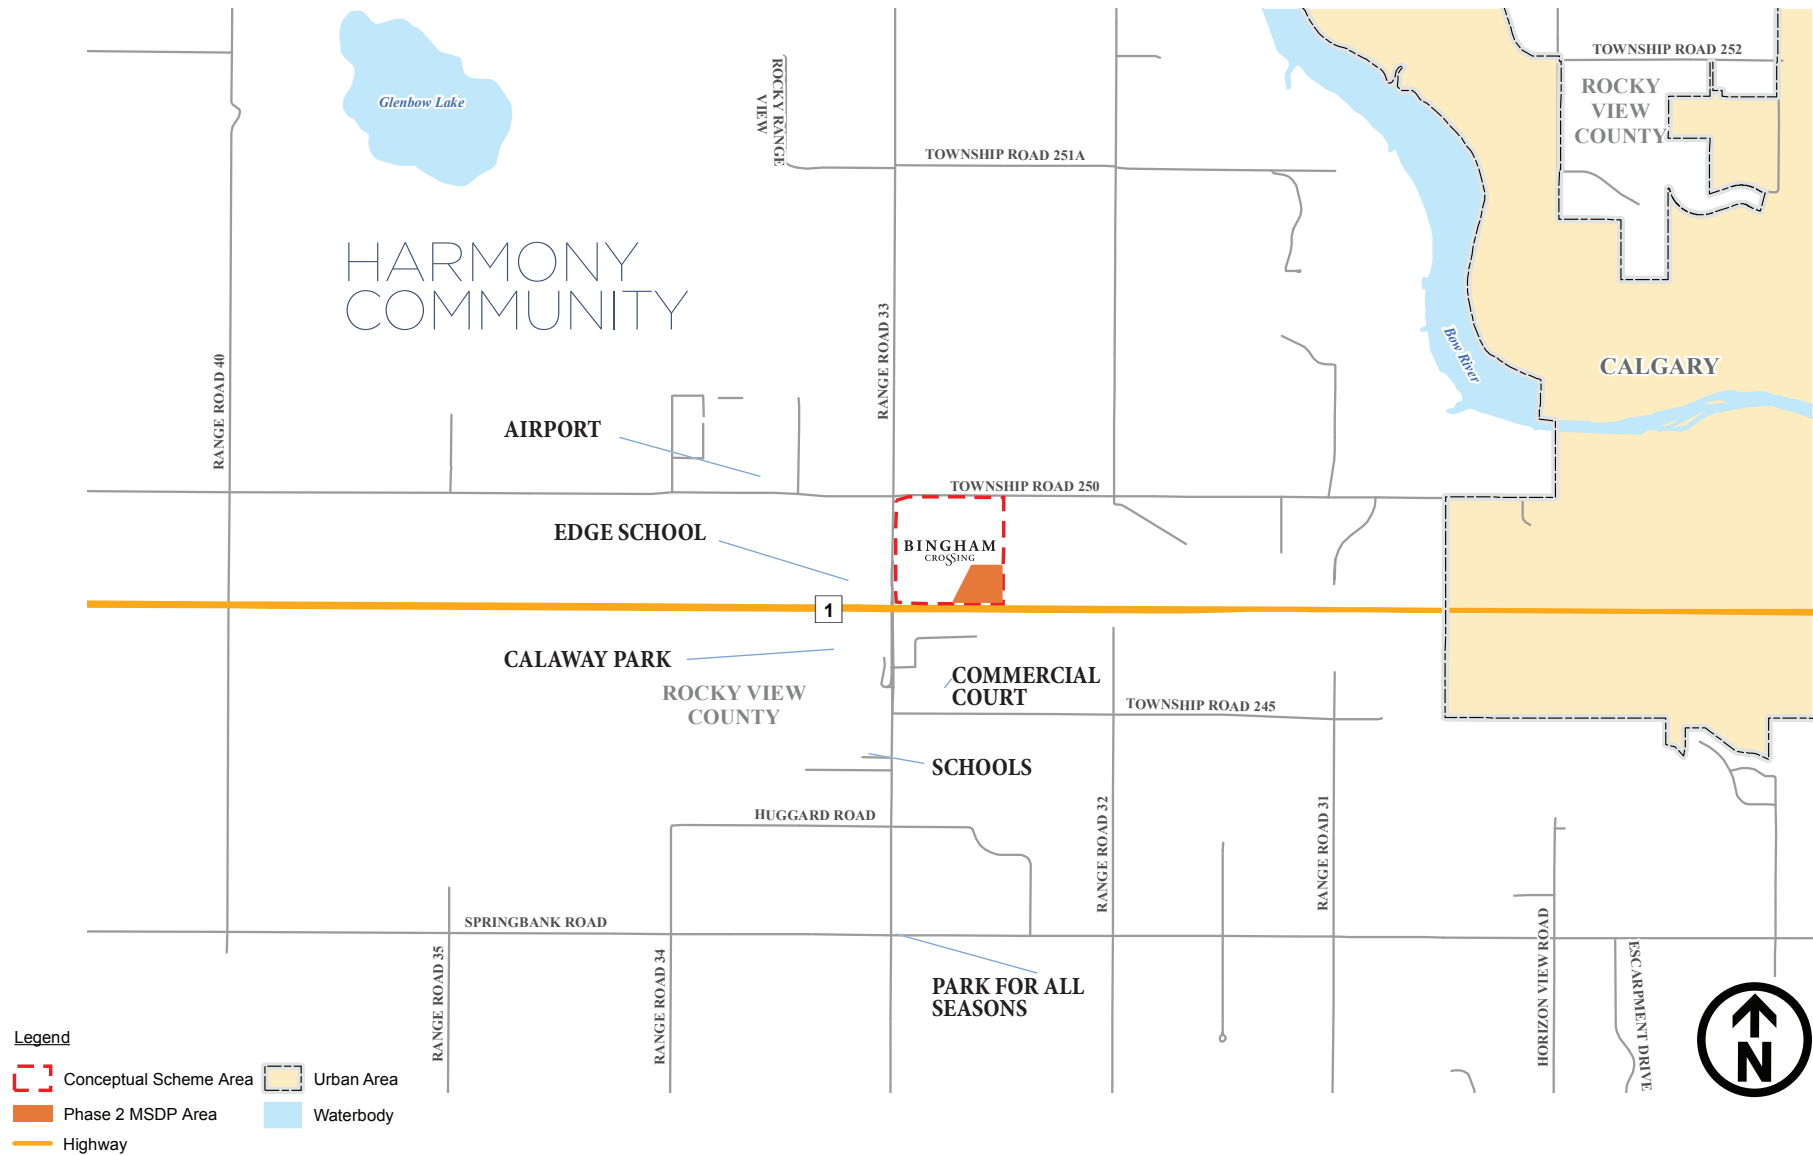 TOWNSHIP ROAD 252
ROCKY
VIEW
COUNTY
Glenbow Lake
ROCKY RANGE
VIEW
TOWNSHIP ROAD 251A
HARMONY
COMMUNITY
RANGE ROAD 33
RANGE ROAD 40
Bow River
CALGARY
AIRPORT
TOWNSHIP ROAD 250
EDGE SCHOOL
BINGHAM
CROSSING
1
CALAWAY PARK
COMMERCIAL
COURT
ROCKY VIEW
COUNTY
TOWNSHIP ROAD 245
SCHOOLS
HUGGARD ROAD
RANGE ROAD 32
RANGE ROAD 31
SPRINGBANK ROAD
RANGE ROAD 35
RANGE ROAD 34
PARK FOR ALL
SEASONS
HORIZON VIEW ROAD
ESCARPMENT DRIVE
N
Legend
Conceptual Scheme Area
Urban Area
Phase 2 MSDP Area
Waterbody
Highway